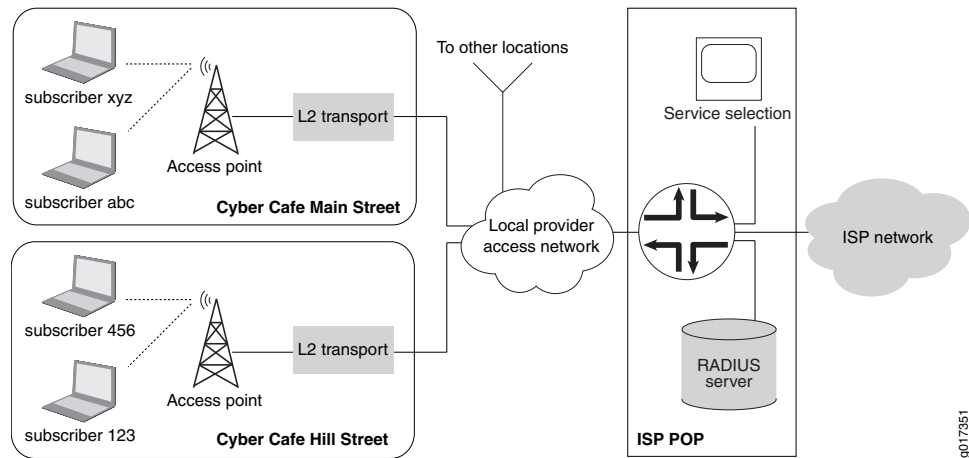 subscriber xyz
subscriber abc
Access point
L2 transport
Cyber Cafe Main Street
subscriber 456
subscriber 123
Access point
L2 transport
Cyber Cafe Hill Street
To other locations
Local provider
access network
Service selection
RADIUS
server
ISP POP
ISP network
g017351